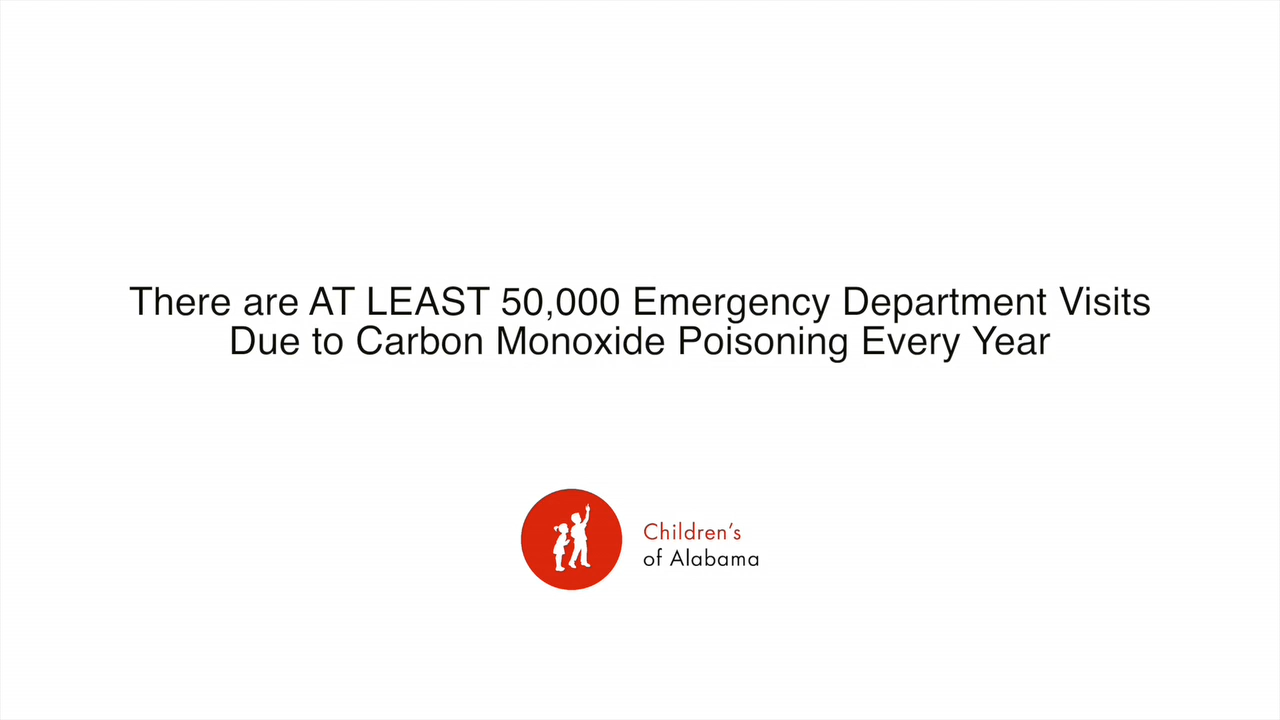 There are AT LEAST 50,000 Emergency Department Visits
Due to Carbon Monoxide Poisoning Every Year
Children's
of Alabama